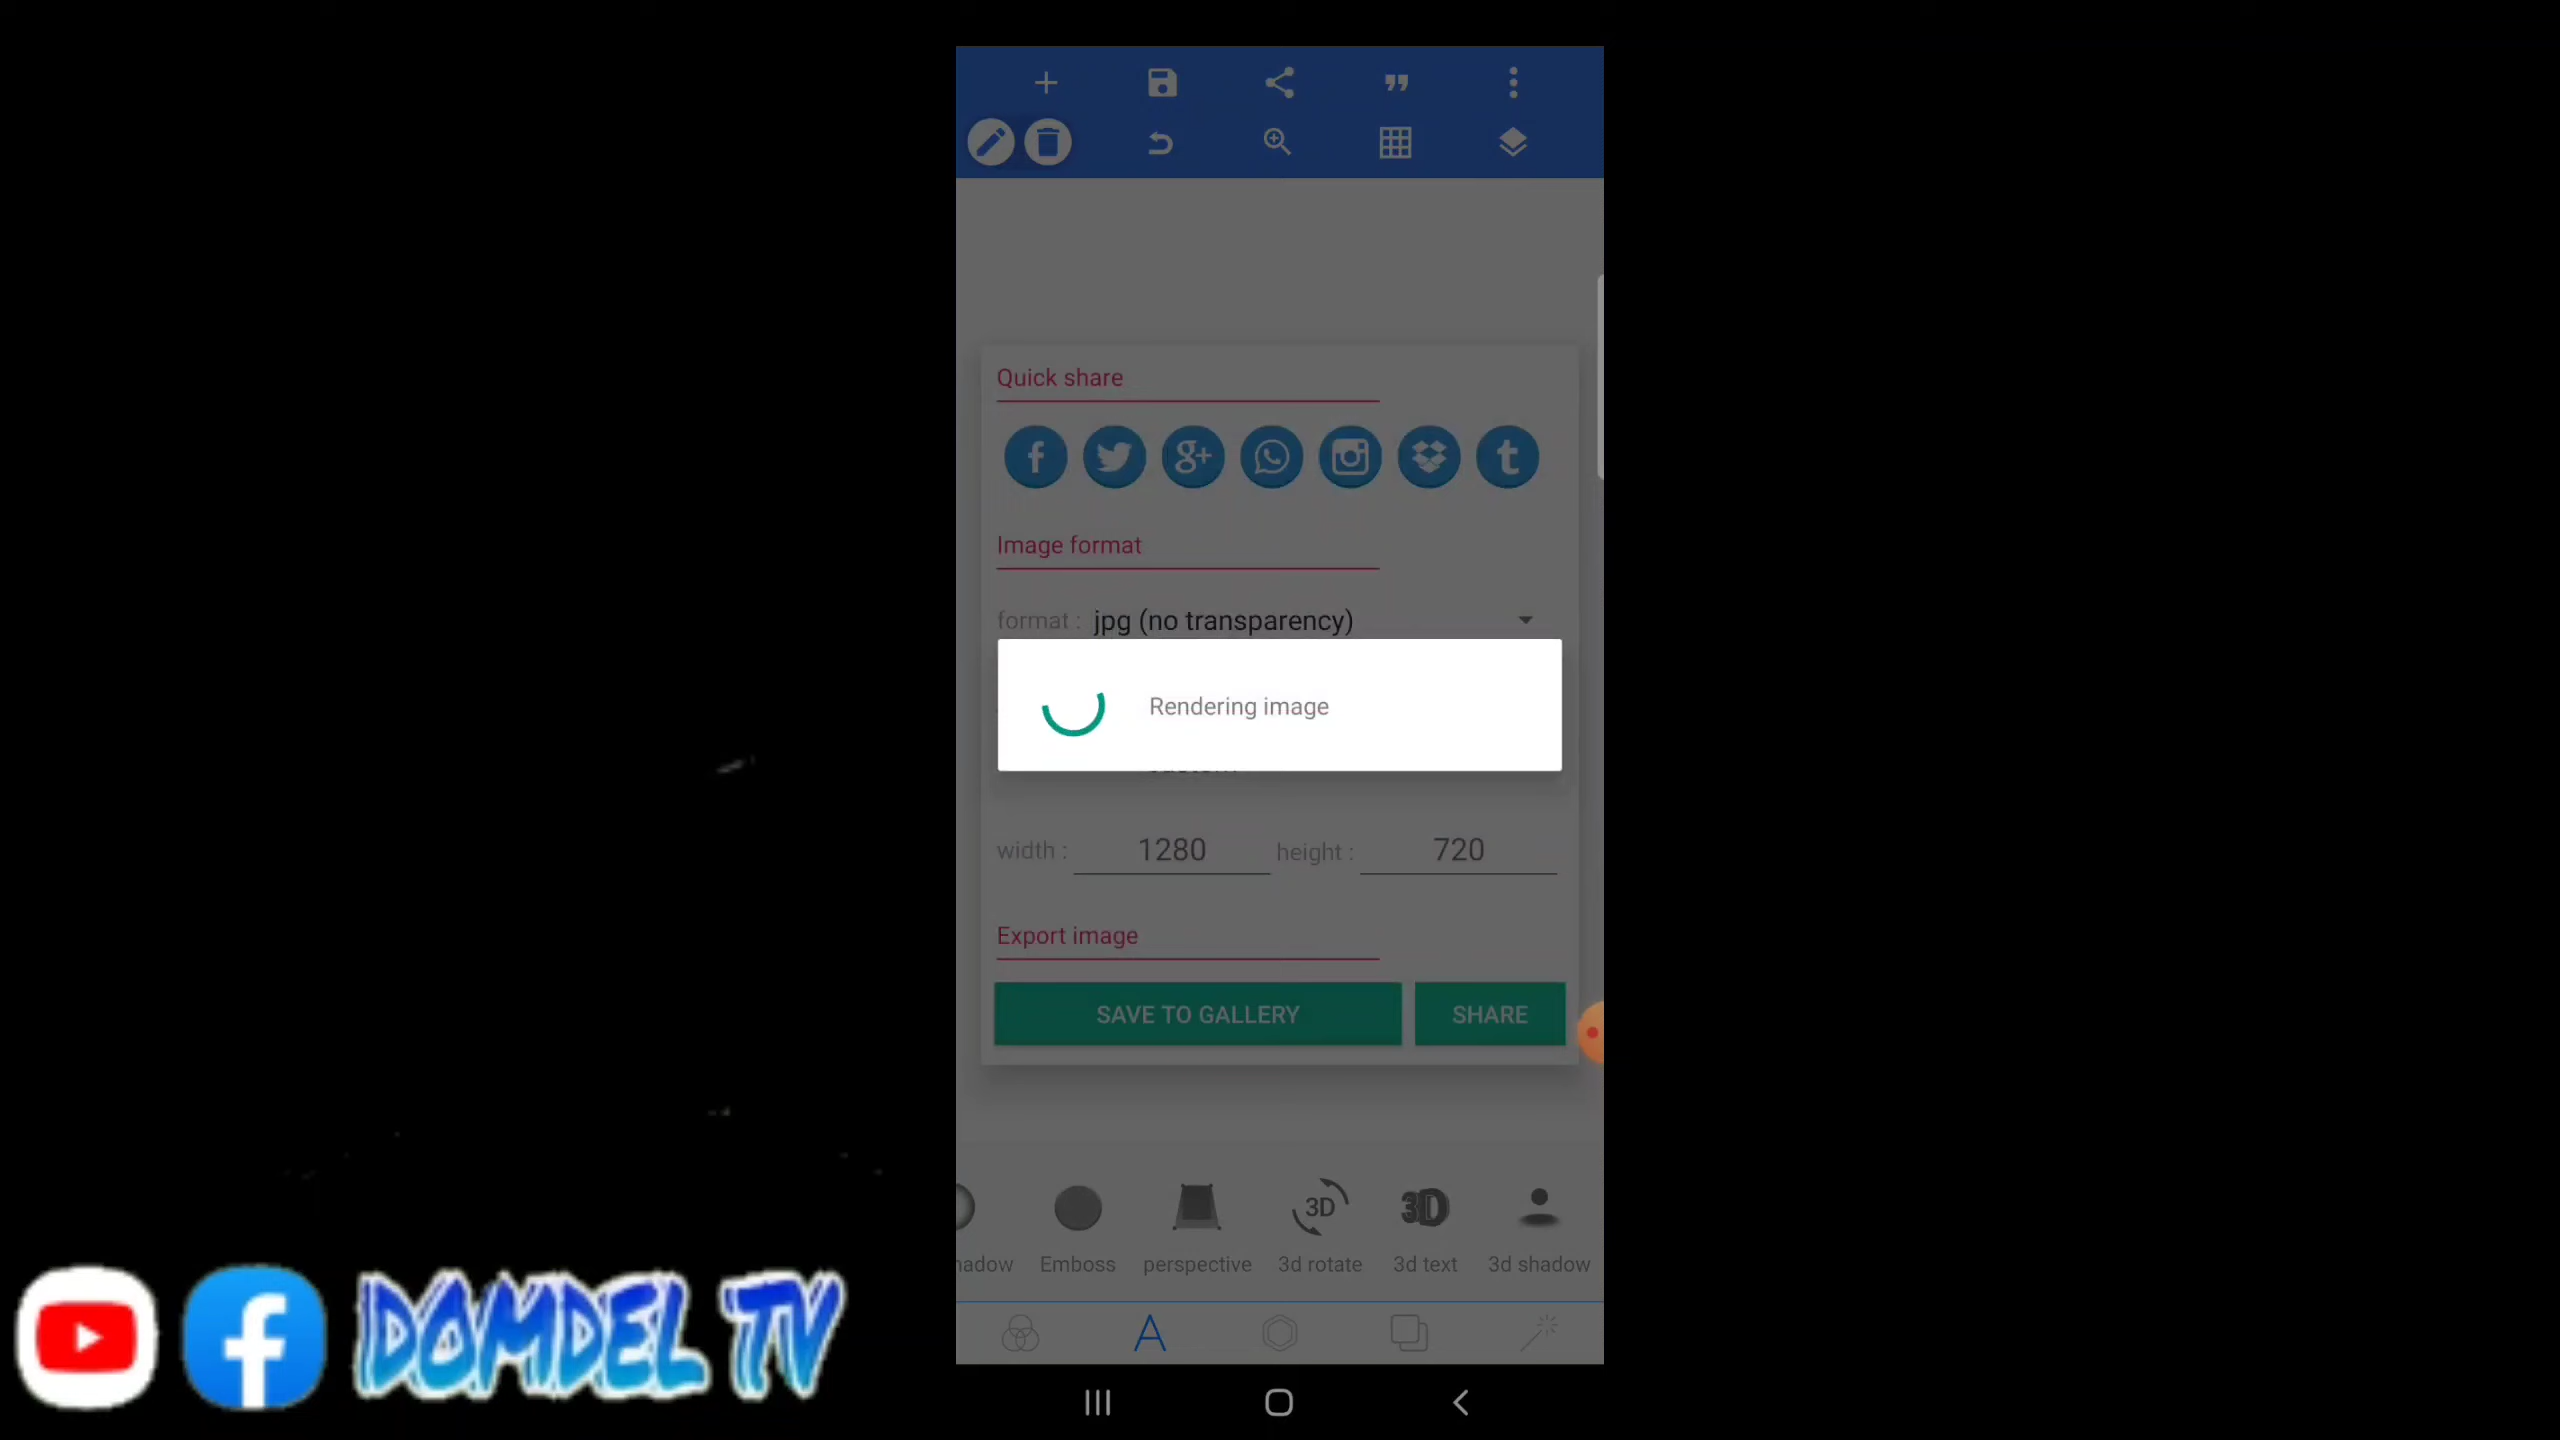 Quick share
Image format
format : jpg (no transparency)
Rendering image
width : 1280 height : 720
Export image
SAVE TO GALLERY SHARE
3D 3D
hadow Emboss perspective 3d rotate 3d text 3d shadow
A
DOMDEL TV